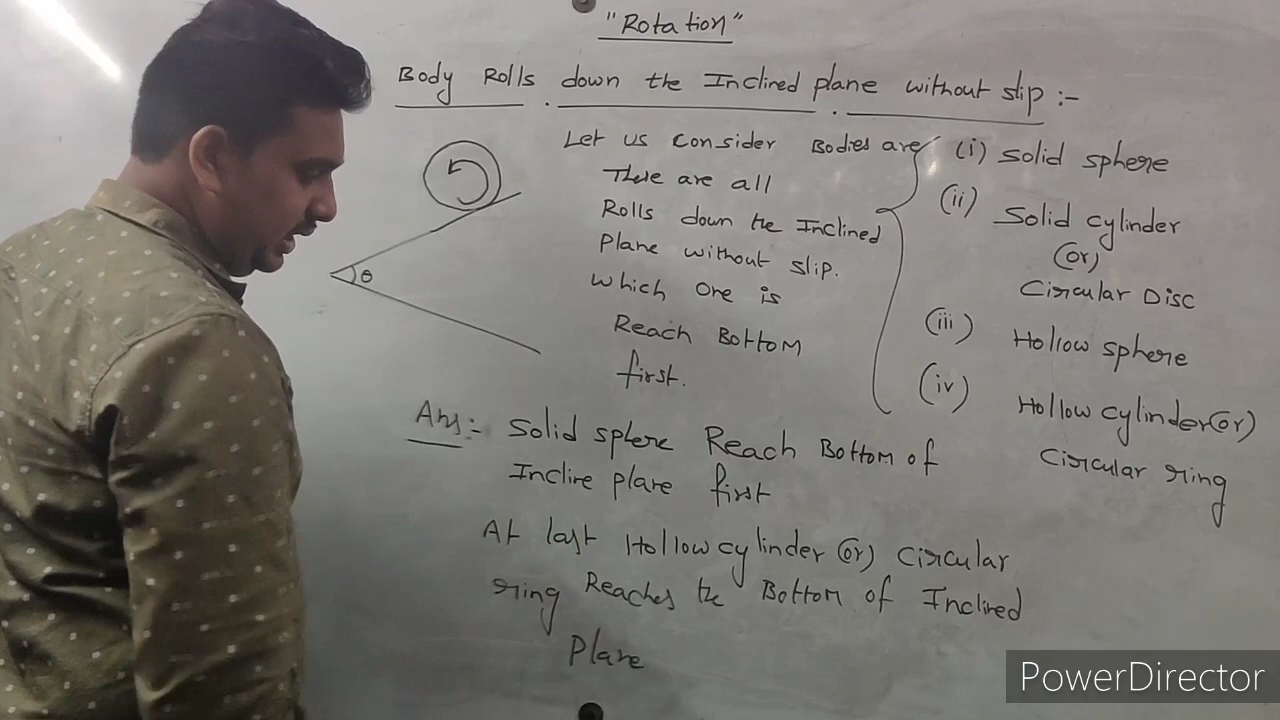 "Rotation"
Body Rolls down the Inclined plane without slip :-
Let us consider Bodies are
There are all
Rolls down the Inclined
Plane without slip.
which one is
Reach Bottom
first.
(i) solid sphere
(ii) Solid cylinder
(or)
Circular Disc
(iii) Hollow sphere
(iv) Hollow cylinder (or)
Circular ring
θ
Ans:- Solid sphere Reach Bottom of
Incline plane first
At last Hollow cylinder (or) Circular
ring Reaches the Bottom of Inclined
Plane
PowerDirector